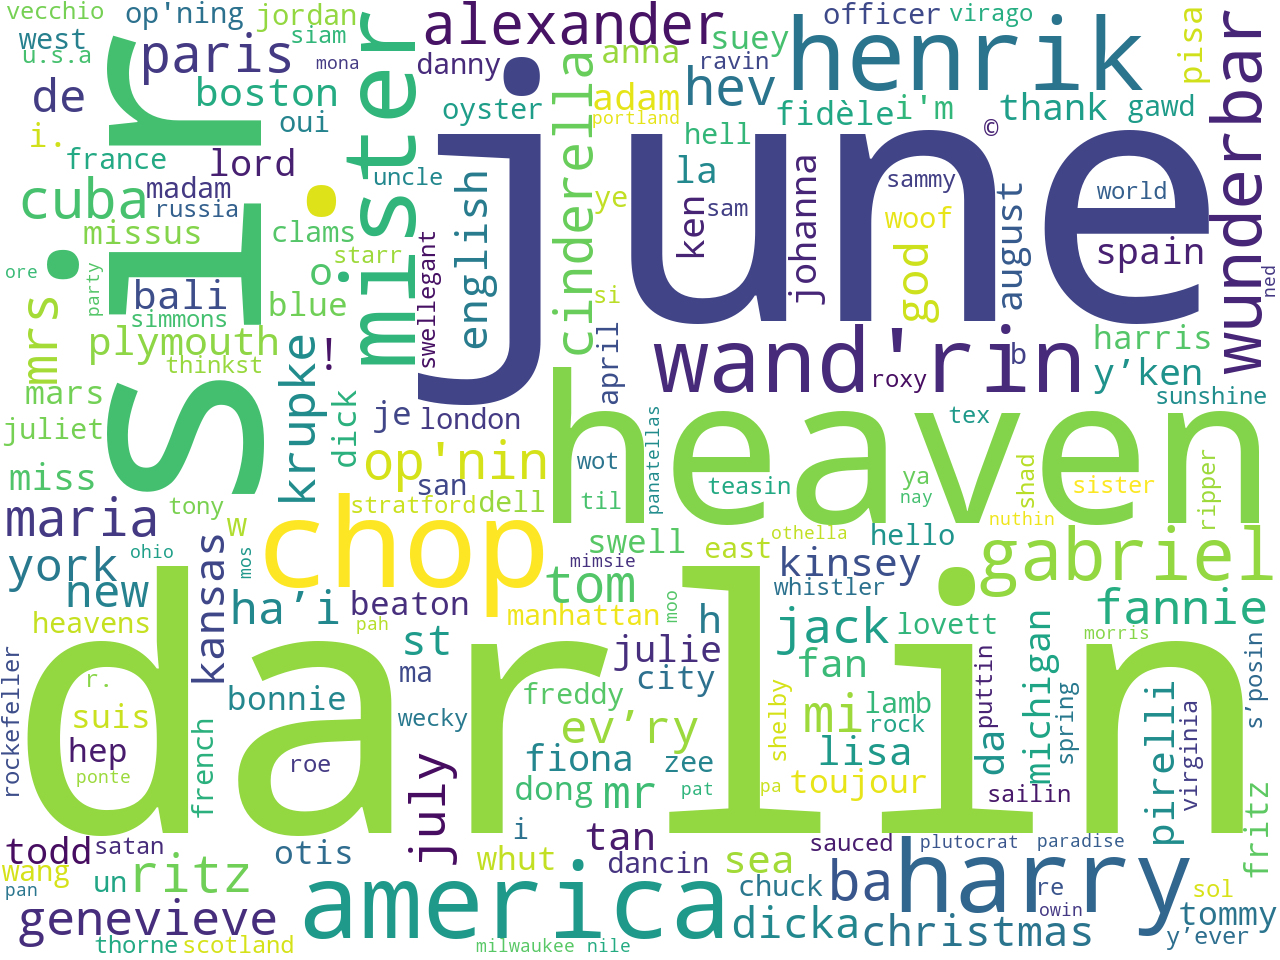 vecchio op'ning jordan alexander officer virago
west siam suey henrik pisa
u.s.a paris mona danny anna ravin
de boston mister oyster adam hev fidèle i'm thank gawd wunderbar
i. oui portland hell ©
france lord
cuba madam uncle english cinderella la sammy world
russia ye ken sam johanna woof august
missus clams god spain
ore party o starr swellegant si june ned
bali blue
mrs. simmons sir april
plymouth ! wand'rin b harris
thinkst krupke roxy y’ken
mars dick je london sunshine
juliet tex
miss op'nin wot heaven
san panatellas teasin ya shad sister ripper
tony stratford dell til nay
maria w chop othella nuthin
ohio swell east hello
york kansas mos mimsie kinsey gabriel
new ha’i beaton tom whistler
heavens pah manhattan moo h jack lovett fannie
st julie fan michigan morris
rockefeller r. ma city puttin s’posin
bonnie freddy lamb
suis wecky ev’ry shelby mi rock spring
hep french darlin lisa da pirelli virginia
roe fiona zee
ponte dong mr pat pa toujour sailin
july i fritz
todd satan otis tan sauced plutocrat paradise
wang whut dancin sea harry
pan un ritz chuck ba re sol
america owin
genevieve dicka christmas tommy
thorne scotland milwaukee nile y’ever